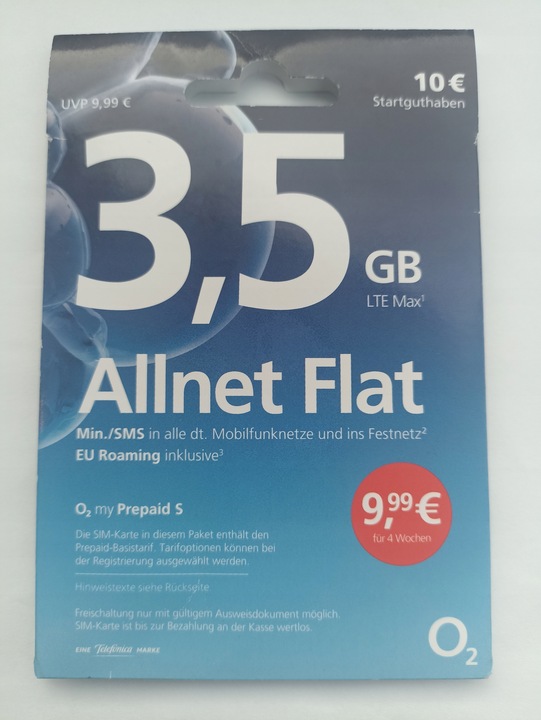 UVP 9,99 €
10 €
Startguthaben
3,5 GB
LTE Max¹
Allnet Flat
Min./SMS in alle dt. Mobilfunknetze und ins Festnetz²
EU Roaming inklusive³
O₂ my Prepaid S
9,99 €
für 4 Wochen
Die SIM-Karte in diesem Paket enthält den
Prepaid-Basistarif. Tarifoptionen können bei
der Registrierung ausgewählt werden.
Hinweistexte siehe Rückseite.
Freischaltung nur mit gültigem Ausweisdokument möglich.
SIM-Karte ist bis zur Bezahlung an der Kasse wertlos.
EINE Telefónica MARKE
O₂